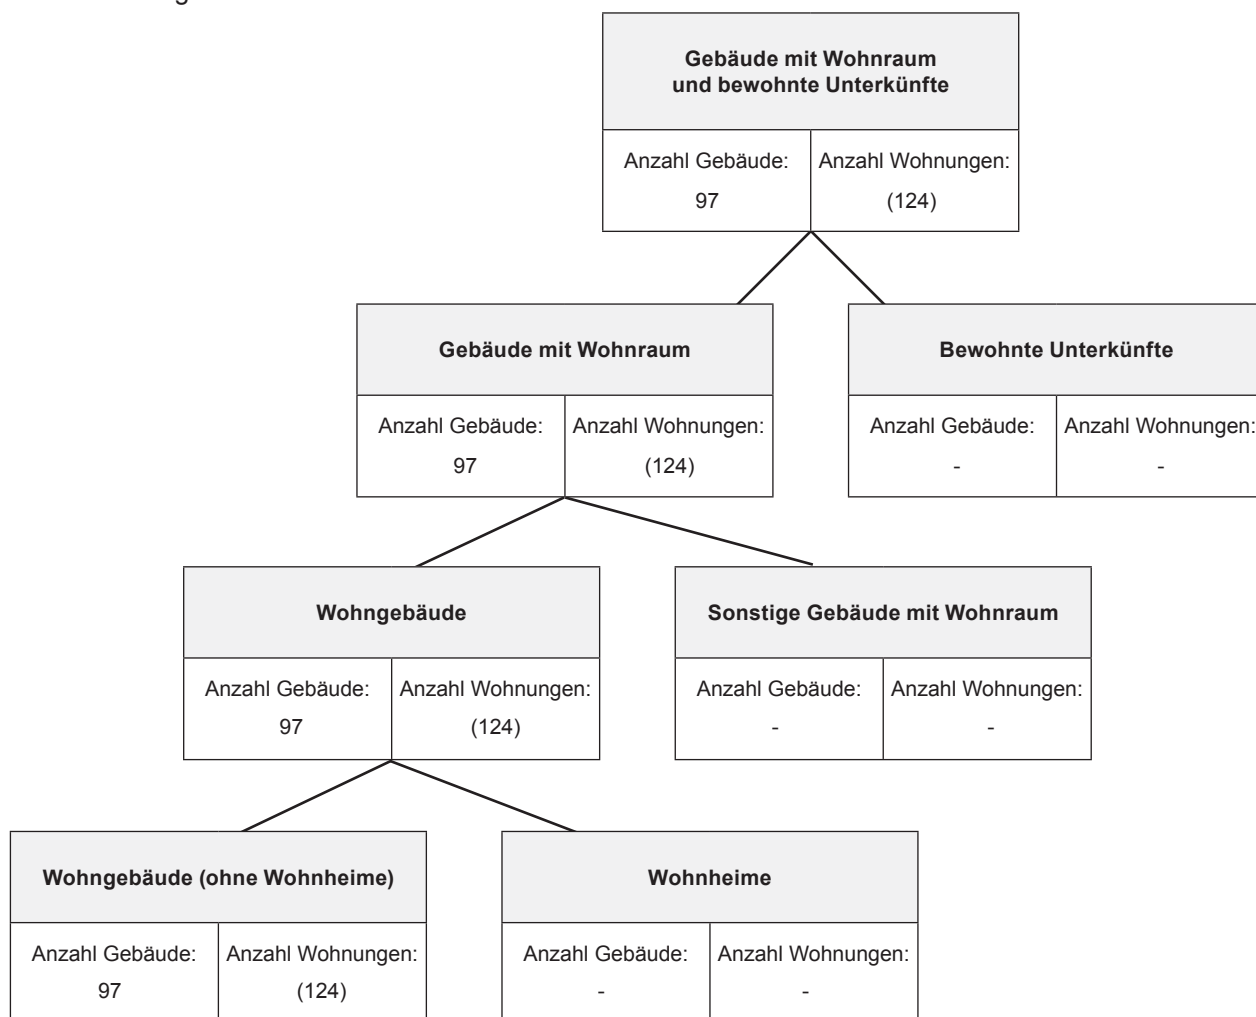 Gebäude mit Wohnraum
und bewohnte Unterkünfte
Anzahl Gebäude: Anzahl Wohnungen:
97 (124)
Gebäude mit Wohnraum
Anzahl Gebäude: Anzahl Wohnungen:
97 (124)
Bewohnte Unterkünfte
Anzahl Gebäude: Anzahl Wohnungen:
- -
Wohngebäude
Anzahl Gebäude: Anzahl Wohnungen:
97 (124)
Sonstige Gebäude mit Wohnraum
Anzahl Gebäude: Anzahl Wohnungen:
- -
Wohngebäude (ohne Wohnheime)
Anzahl Gebäude: Anzahl Wohnungen:
97 (124)
Wohnheime
Anzahl Gebäude: Anzahl Wohnungen:
- -